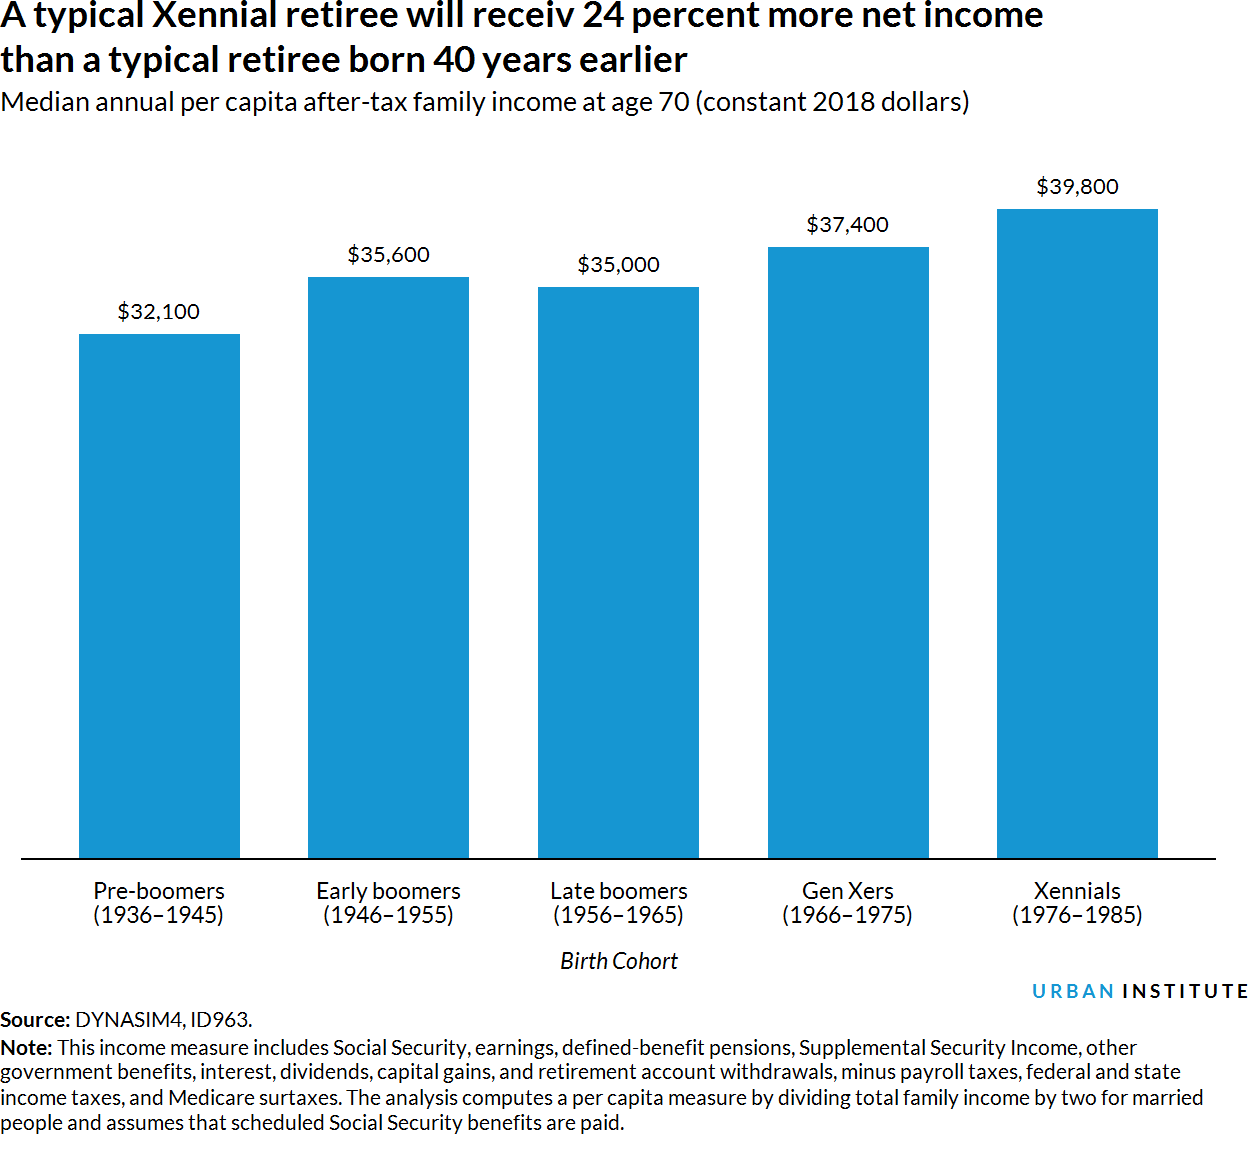 A typical Xennial retiree will receiv 24 percent more net income
than a typical retiree born 40 years earlier
Median annual per capita after-tax family income at age 70 (constant 2018 dollars)
$32,100
$35,600
$35,000
$37,400
$39,800
Pre-boomers
(1936–1945)
Early boomers
(1946–1955)
Late boomers
(1956–1965)
Gen Xers
(1966–1975)
Xennials
(1976–1985)
Birth Cohort
URBAN INSTITUTE
Source: DYNASIM4, ID963.
Note: This income measure includes Social Security, earnings, defined-benefit pensions, Supplemental Security Income, other
government benefits, interest, dividends, capital gains, and retirement account withdrawals, minus payroll taxes, federal and state
income taxes, and Medicare surtaxes. The analysis computes a per capita measure by dividing total family income by two for married
people and assumes that scheduled Social Security benefits are paid.